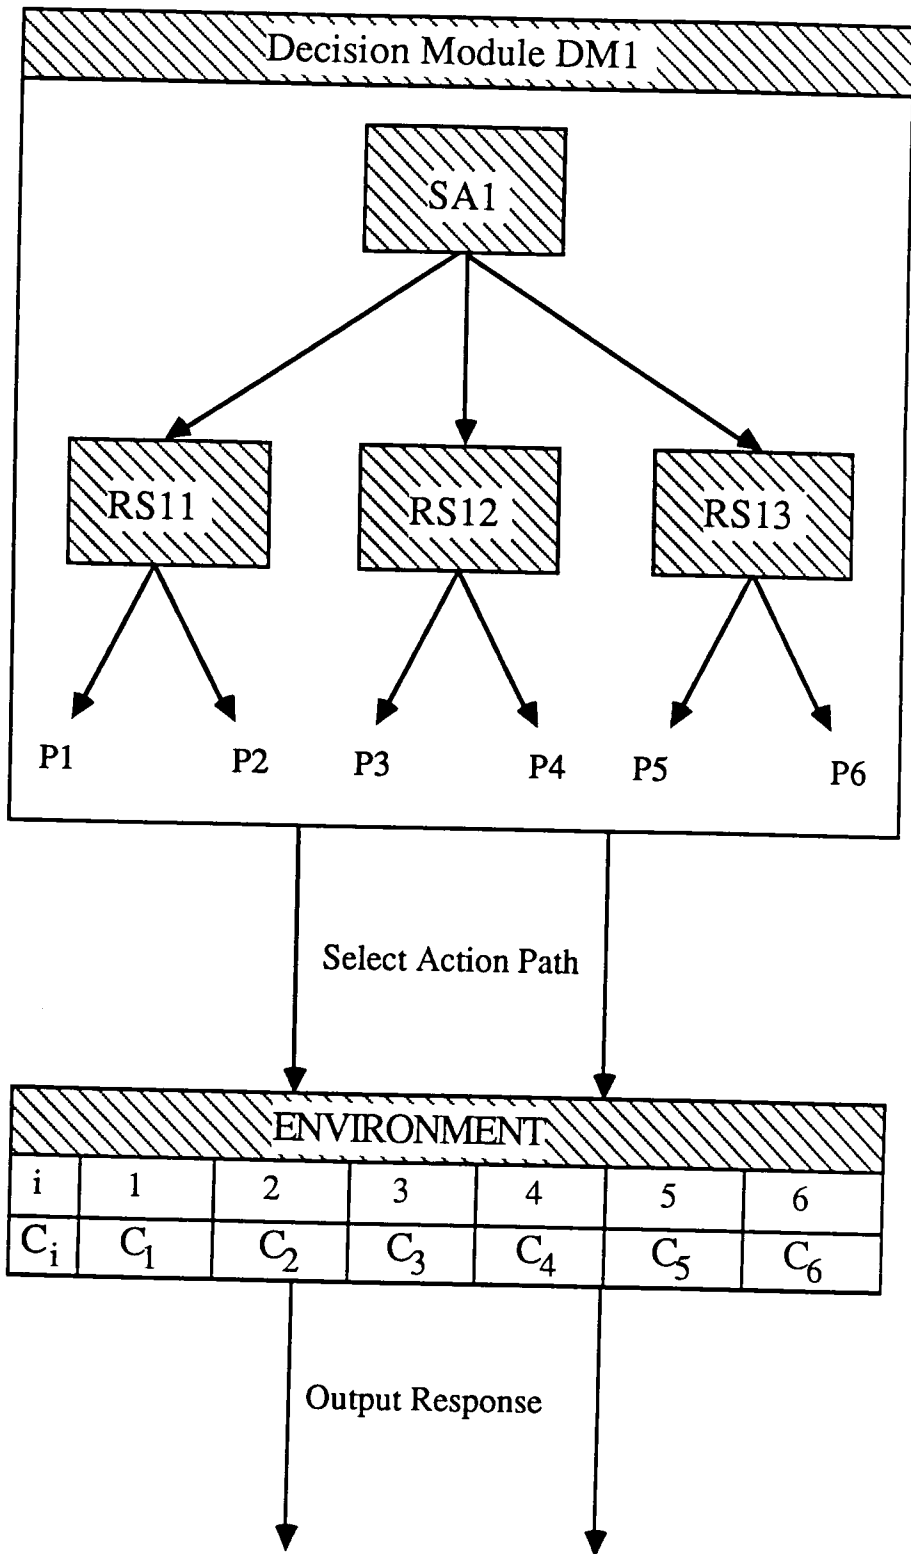 Decision Module DM1
SA1
RS11 RS12 RS13
P1 P2 P3 P4 P5 P6
Select Action Path
ENVIRONMENT
i 1 2 3 4 5 6
Ci C1 C2 C3 C4 C5 C6
Output Response